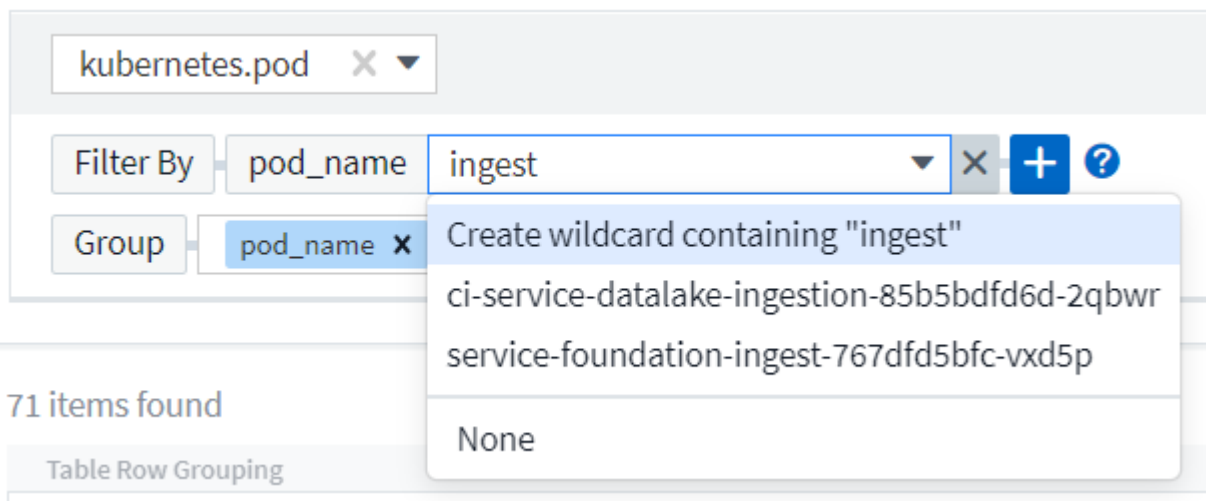 kubernetes.pod
Filter By pod_name ingest
Group pod_name
Create wildcard containing "ingest"
ci-service-datalake-ingestion-85b5bdfd6d-2qbwr
service-foundation-ingest-767dfd5bfc-vxd5p
None
71 items found
Table Row Grouping